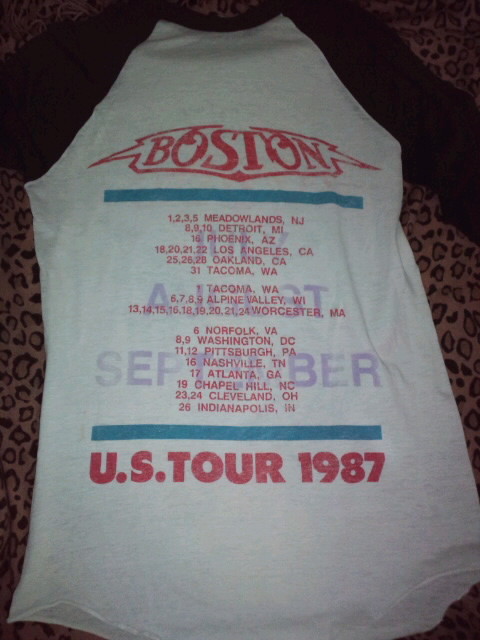 BOSTON
JULY
1,2,3,5 MEADOWLANDS, NJ
8,9,10 DETROIT, MI
16 PHOENIX, AZ
18,20,21,22 LOS ANGELES, CA
25,26,28 OAKLAND, CA
31 TACOMA, WA
AUGUST
1 TACOMA, WA
6,7,8,9 ALPINE VALLEY, WI
13,14,15,16,18,19,20,21,24 WORCESTER, MA
SEPTEMBER
6 NORFOLK, VA
8,9 WASHINGTON, DC
11,12 PITTSBURGH, PA
16 NASHVILLE, TN
17 ATLANTA, GA
19 CHAPEL HILL, NC
23,24 CLEVELAND, OH
26 INDIANAPOLIS, IN
U.S. TOUR 1987